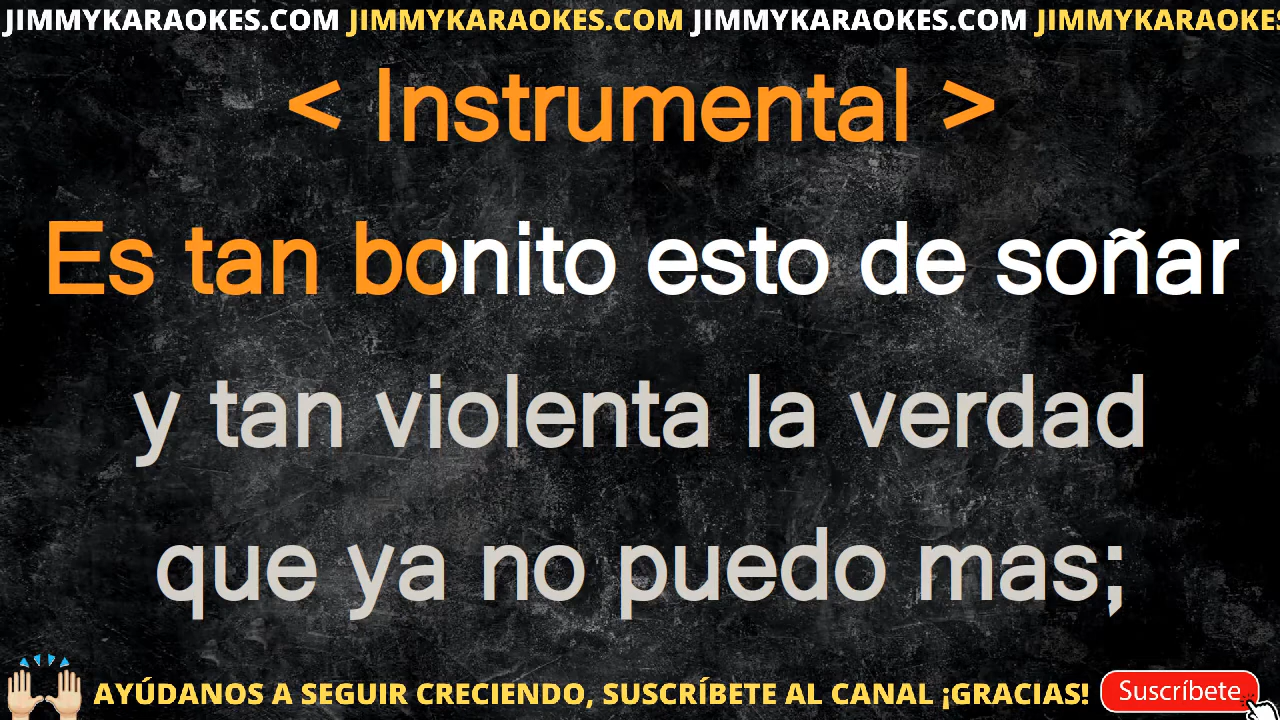 JIMMYKARAOKES.COM JIMMYKARAOKES.COM JIMMYKARAOKES.COM JIMMYKARAOKES
< Instrumental >
Es tan bonito esto de soñar
y tan violenta la verdad
que ya no puedo mas;
AYÚDANOS A SEGUIR CRECIENDO, SUSCRÍBETE AL CANAL ¡GRACIAS! Suscríbete